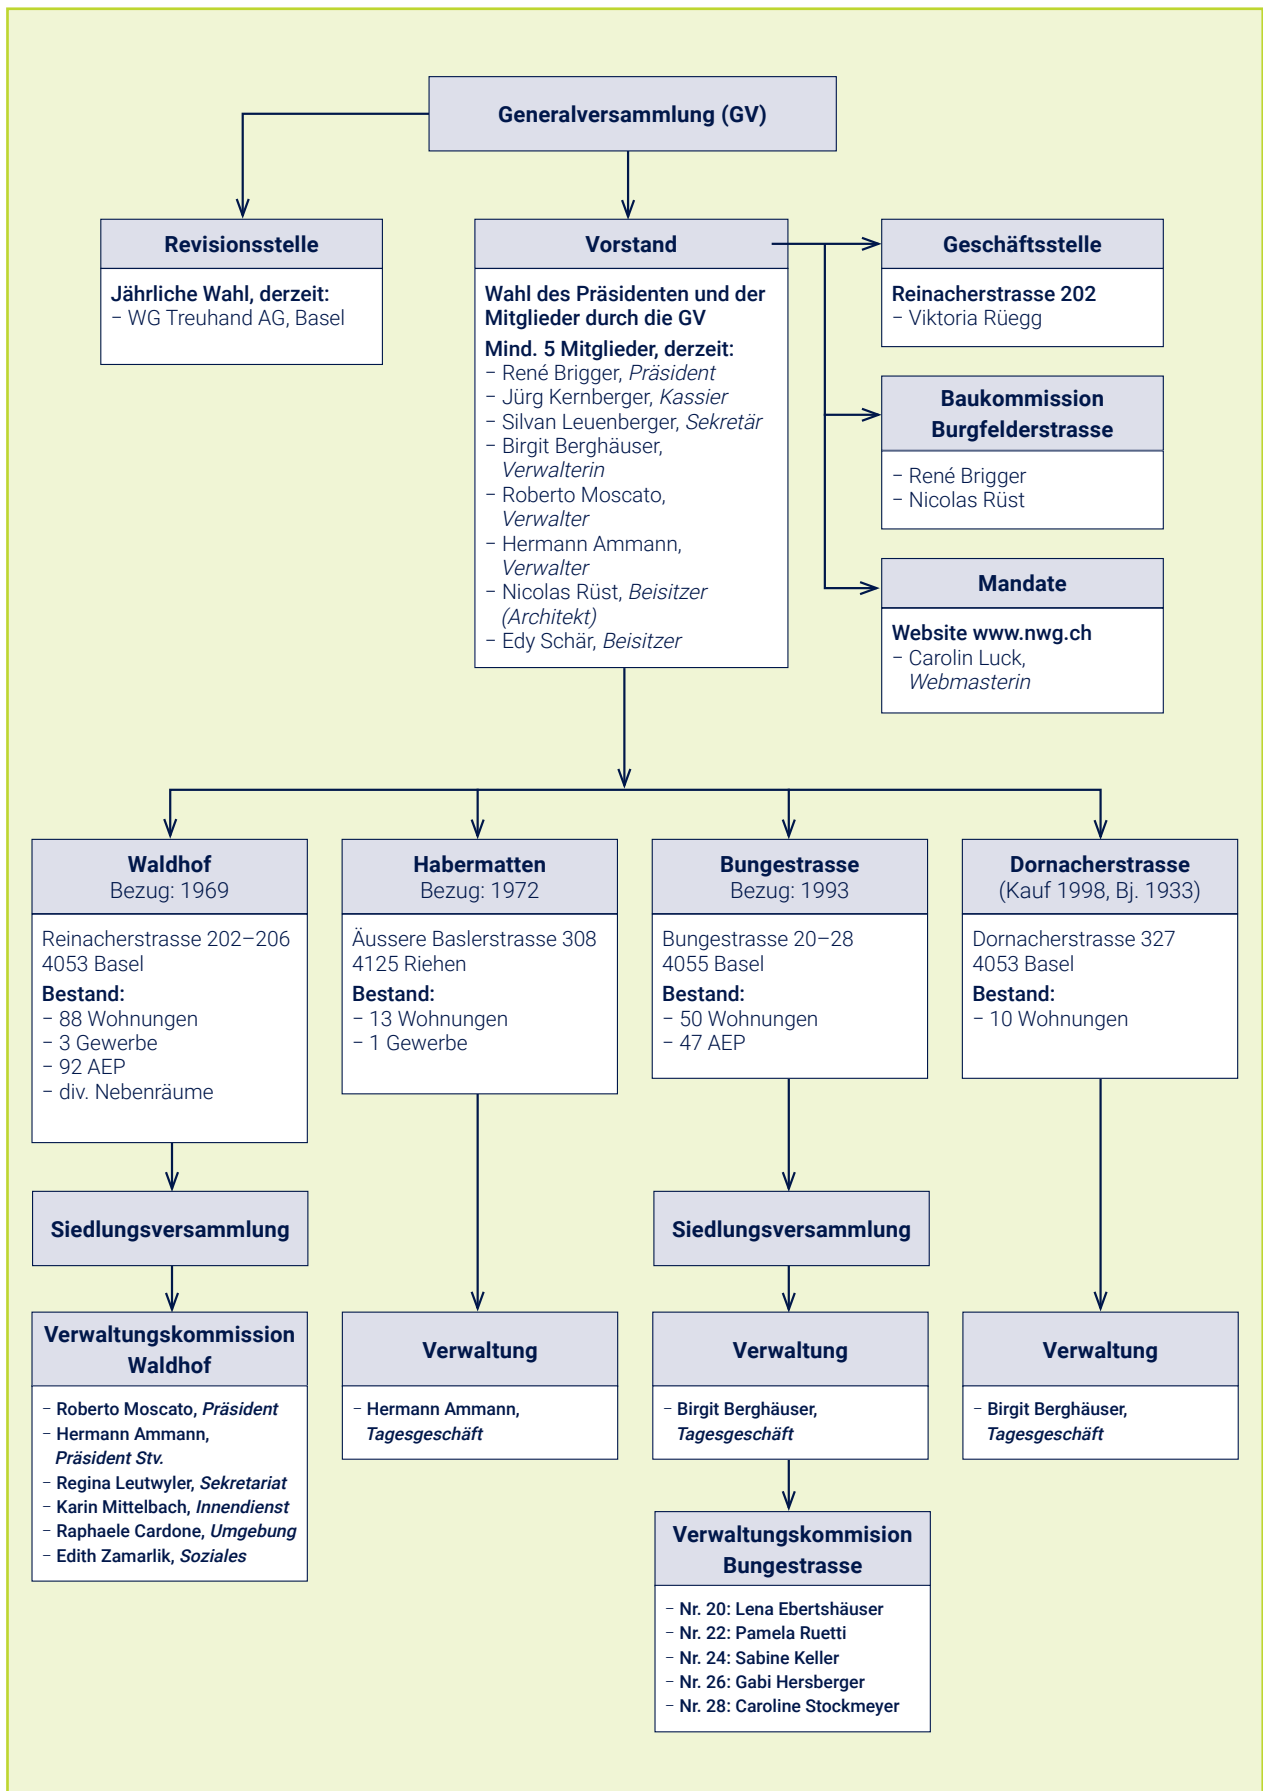 Generalversammlung (GV)
Revisionsstelle
Jährliche Wahl, derzeit:
– WG Treuhand AG, Basel
Vorstand
Wahl des Präsidenten und der
Mitglieder durch die GV
Mind. 5 Mitglieder, derzeit:
– René Brigger, Präsident
– Jürg Kernberger, Kassier
– Silvan Leuenberger, Sekretär
– Birgit Berghäuser,
Verwalterin
– Roberto Moscato,
Verwalter
– Hermann Ammann,
Verwalter
– Nicolas Rüst, Beisitzer
(Architekt)
– Edy Schär, Beisitzer
Geschäftsstelle
Reinacherstrasse 202
– Viktoria Rüegg
Baukommission
Burgfelderstrasse
– René Brigger
– Nicolas Rüst
Mandate
Website www.nwg.ch
– Carolin Luck,
Webmasterin
Waldhof
Bezug: 1969
Reinacherstrasse 202–206
4053 Basel
Bestand:
– 88 Wohnungen
– 3 Gewerbe
– 92 AEP
– div. Nebenräume
Siedlungsversammlung
Verwaltungskommission
Waldhof
– Roberto Moscato, Präsident
– Hermann Ammann,
Präsident Stv.
– Regina Leutwyler, Sekretariat
– Karin Mittelbach, Innendienst
– Raphaele Cardone, Umgebung
– Edith Zamarlik, Soziales
Habermatten
Bezug: 1972
Äussere Baslerstrasse 308
4125 Riehen
Bestand:
– 13 Wohnungen
– 1 Gewerbe
Verwaltung
– Hermann Ammann,
Tagesgeschäft
Bungestrasse
Bezug: 1993
Bungestrasse 20–28
4055 Basel
Bestand:
– 50 Wohnungen
– 47 AEP
Siedlungsversammlung
Verwaltung
– Birgit Berghäuser,
Tagesgeschäft
Verwaltungskommision
Bungestrasse
– Nr. 20: Lena Ebertshäuser
– Nr. 22: Pamela Ruetti
– Nr. 24: Sabine Keller
– Nr. 26: Gabi Hersberger
– Nr. 28: Caroline Stockmeyer
Dornacherstrasse
(Kauf 1998, Bj. 1933)
Dornacherstrasse 327
4053 Basel
Bestand:
– 10 Wohnungen
Verwaltung
– Birgit Berghäuser,
Tagesgeschäft